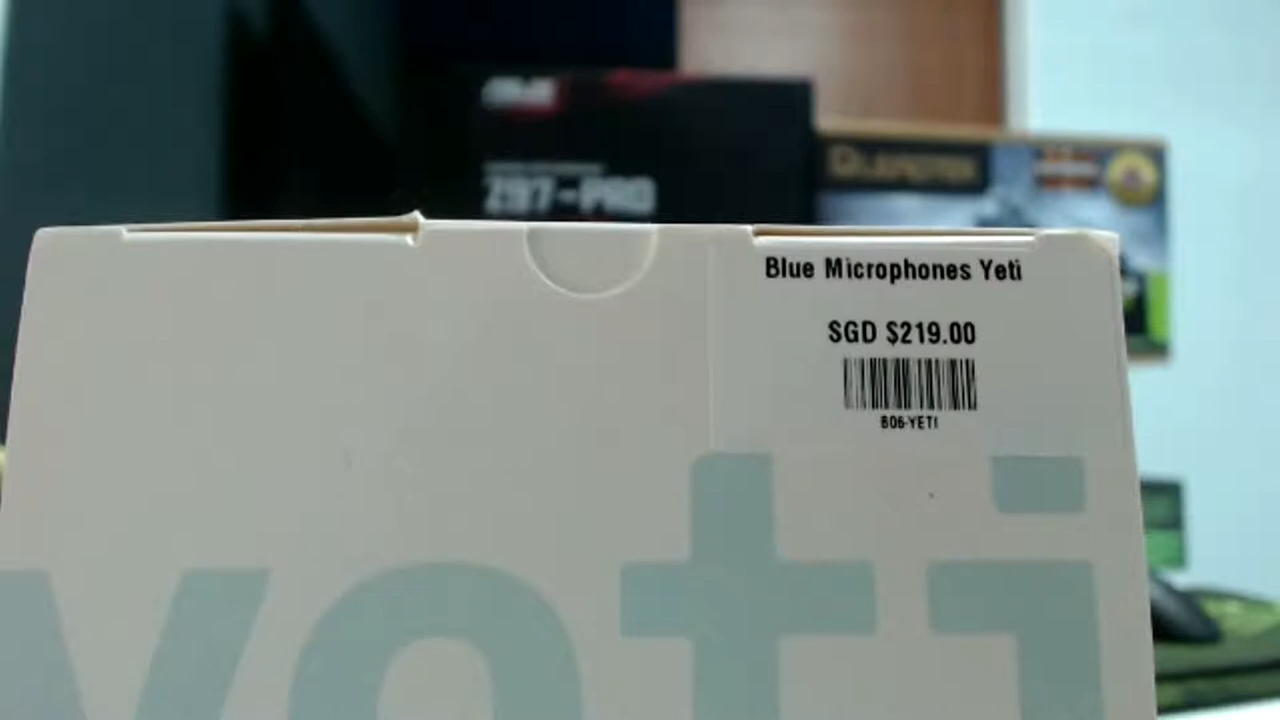 Z97-PRO
Blue Microphones Yeti
SGD $219.00
B06-YETI
yeti